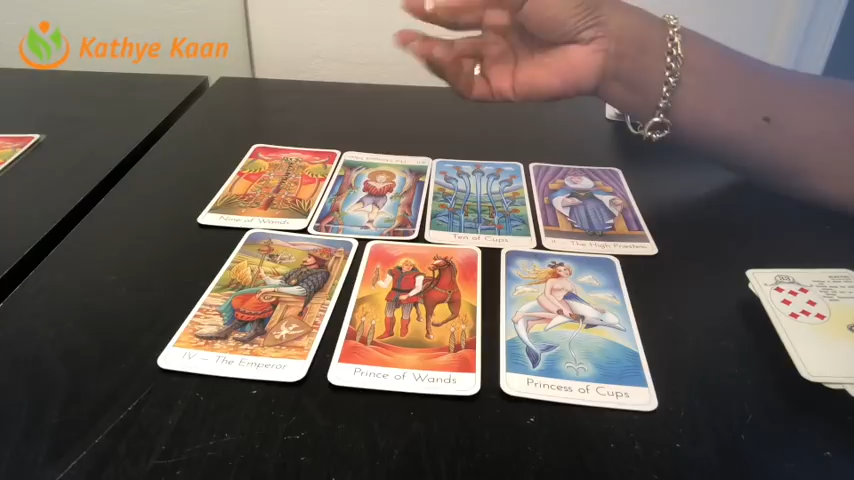 Kathye Kaan
Nine of Wands
Ten of Cups
II - The High Priestess
IV - The Emperor
Prince of Wands
Princess of Cups